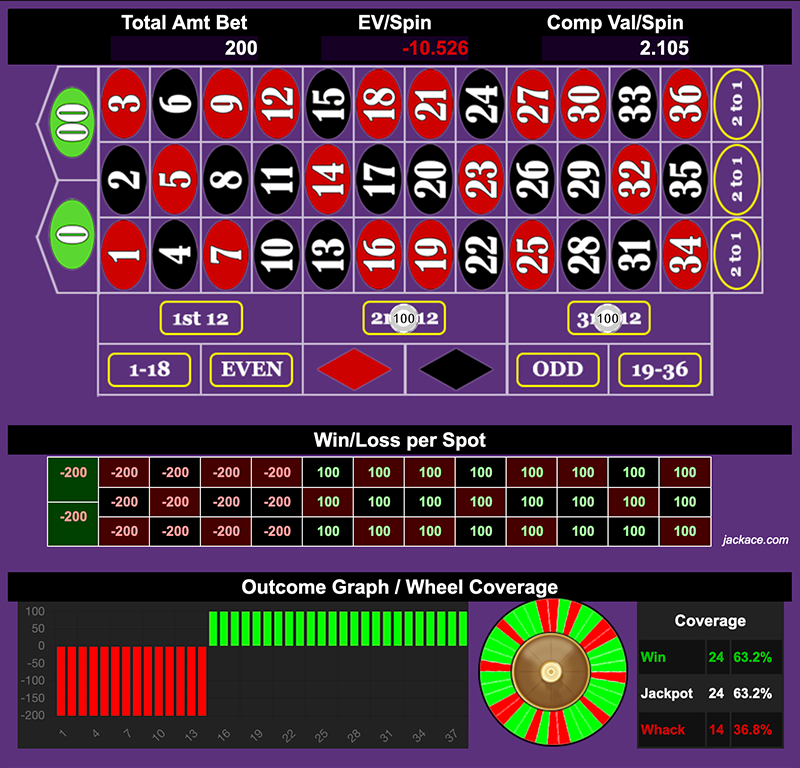 Total Amt Bet EV/Spin Comp Val/Spin
200 -10.526 2.105
00 3 6 9 12 15 18 21 24 27 30 33 36 2 to 1
2 5 8 11 14 17 20 23 26 29 32 35 2 to 1
0 1 4 7 10 13 16 19 22 25 28 31 34 2 to 1
1st 12 2 100 12 3 100 12
1-18 EVEN ODD 19-36
Win/Loss per Spot
-200 -200 -200 -200 -200 100 100 100 100 100 100 100 100
-200 -200 -200 -200 100 100 100 100 100 100 100 100
-200 -200 -200 -200 -200 100 100 100 100 100 100 100 100
jackace.com
Outcome Graph / Wheel Coverage
100
50
0
-50
-100
-150
-200
1 4 7 10 13 16 19 22 25 28 31 34 37
Coverage
Win 24 63.2%
Jackpot 24 63.2%
Whack 14 36.8%